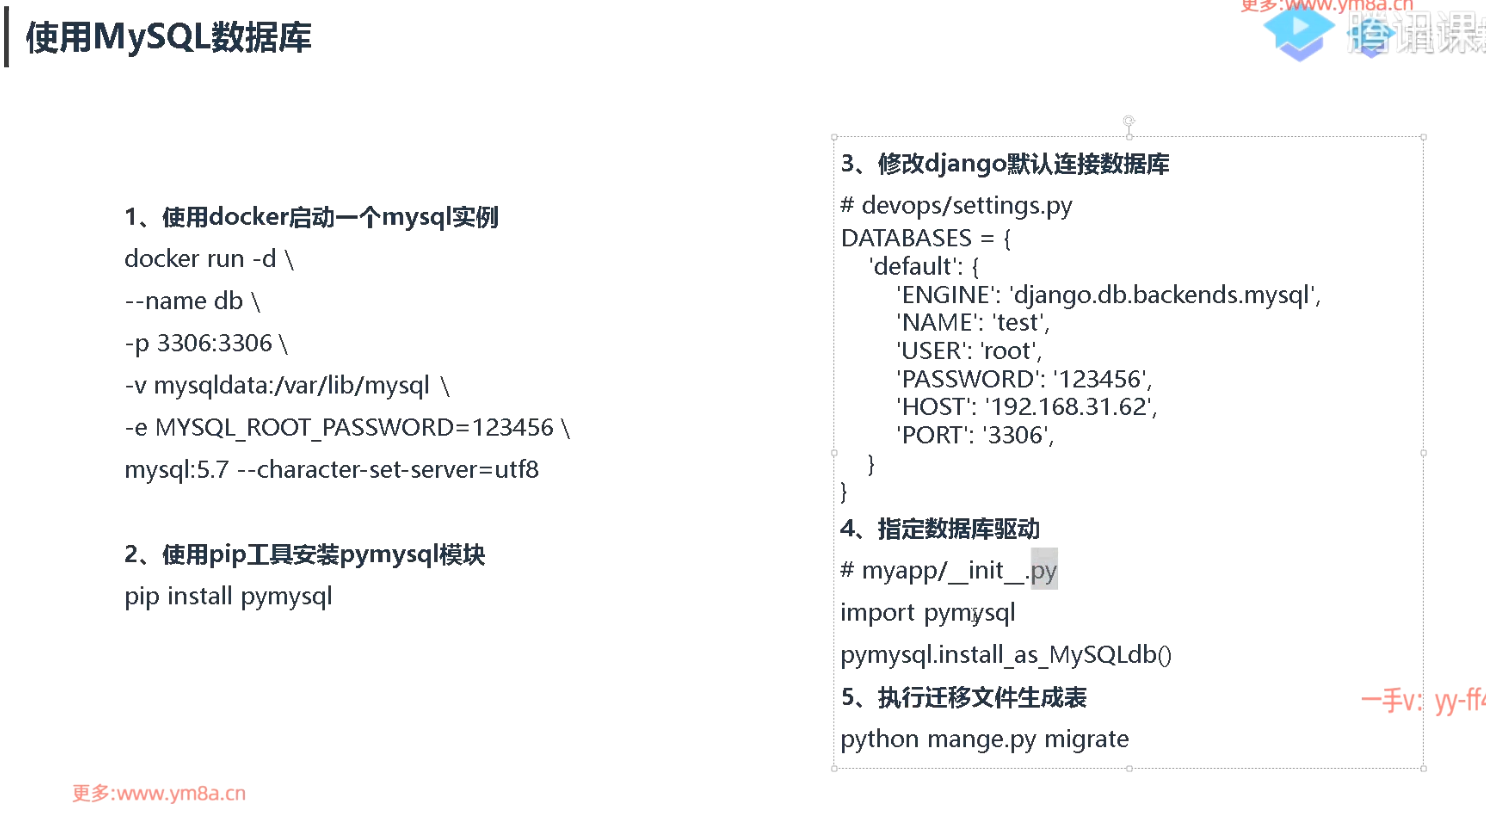 更多:www.ym8a.cn
使用MySQL数据库
腾讯课
1、使用docker启动一个mysql实例
docker run -d \
--name db \
-p 3306:3306 \
-v mysqldata:/var/lib/mysql \
-e MYSQL_ROOT_PASSWORD=123456 \
mysql:5.7 --character-set-server=utf8
2、使用pip工具安装pymysql模块
pip install pymysql
3、修改django默认连接数据库
# devops/settings.py
DATABASES = {
'default': {
'ENGINE': 'django.db.backends.mysql',
'NAME': 'test',
'USER': 'root',
'PASSWORD': '123456',
'HOST': '192.168.31.62',
'PORT': '3306',
}
}
4、指定数据库驱动
# myapp/__init__.py
import pymysql
pymysql.install_as_MySQLdb()
5、执行迁移文件生成表
python mange.py migrate
一手v: yy-ff4
更多:www.ym8a.cn